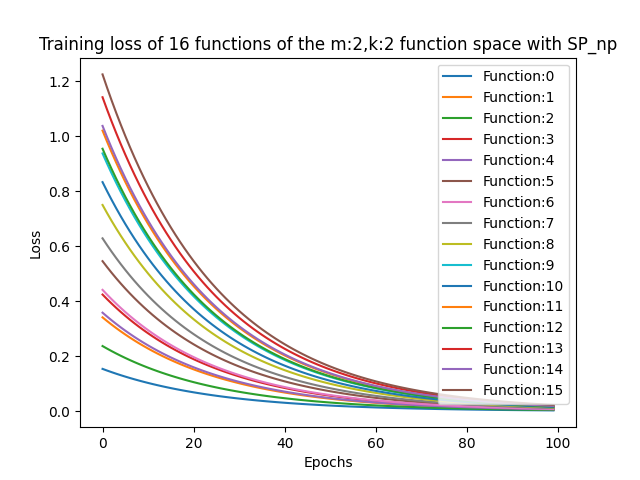 Training loss of 16 functions of the m:2,k:2 function space with SP_np
Loss
1.2
1.0
0.8
0.6
0.4
0.2
0.0
Function:0
Function:1
Function:2
Function:3
Function:4
Function:5
Function:6
Function:7
Function:8
Function:9
Function:10
Function:11
Function:12
Function:13
Function:14
Function:15
0 20 40 60 80 100
Epochs